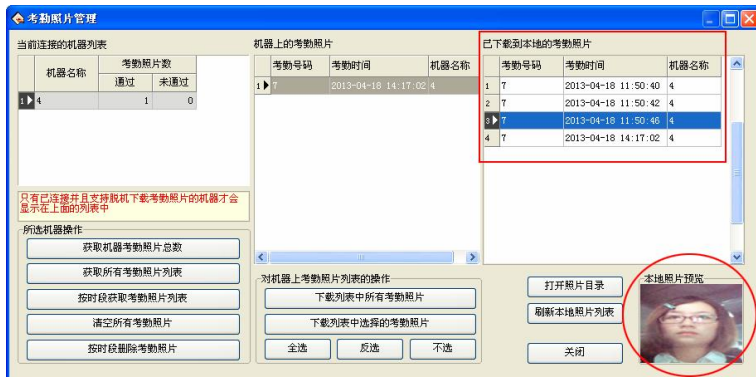 考勤照片管理
当前连接的机器列表
机器名称 考勤照片数
通过 未通过
1 4 1 0
只有已连接并且支持脱机下载考勤照片的机器才会
显示在上面的列表中
所选机器操作
获取机器考勤照片总数
获取所有考勤照片列表
按时段获取考勤照片列表
清空所有考勤照片
按时段删除考勤照片
机器上的考勤照片
考勤号码 考勤时间 机器名称
1 7 2013-04-18 14:17:02 4
对机器上考勤照片列表的操作
下载列表中所有考勤照片
下载列表中选择的考勤照片
全选 反选 不选
已下载到本地的考勤照片
考勤号码 考勤时间 机器名称
1 7 2013-04-18 11:50:40 4
2 7 2013-04-18 11:50:42 4
3 7 2013-04-18 11:50:46 4
4 7 2013-04-18 14:17:02 4
打开照片目录
刷新本地照片列表
关闭
本地照片预览